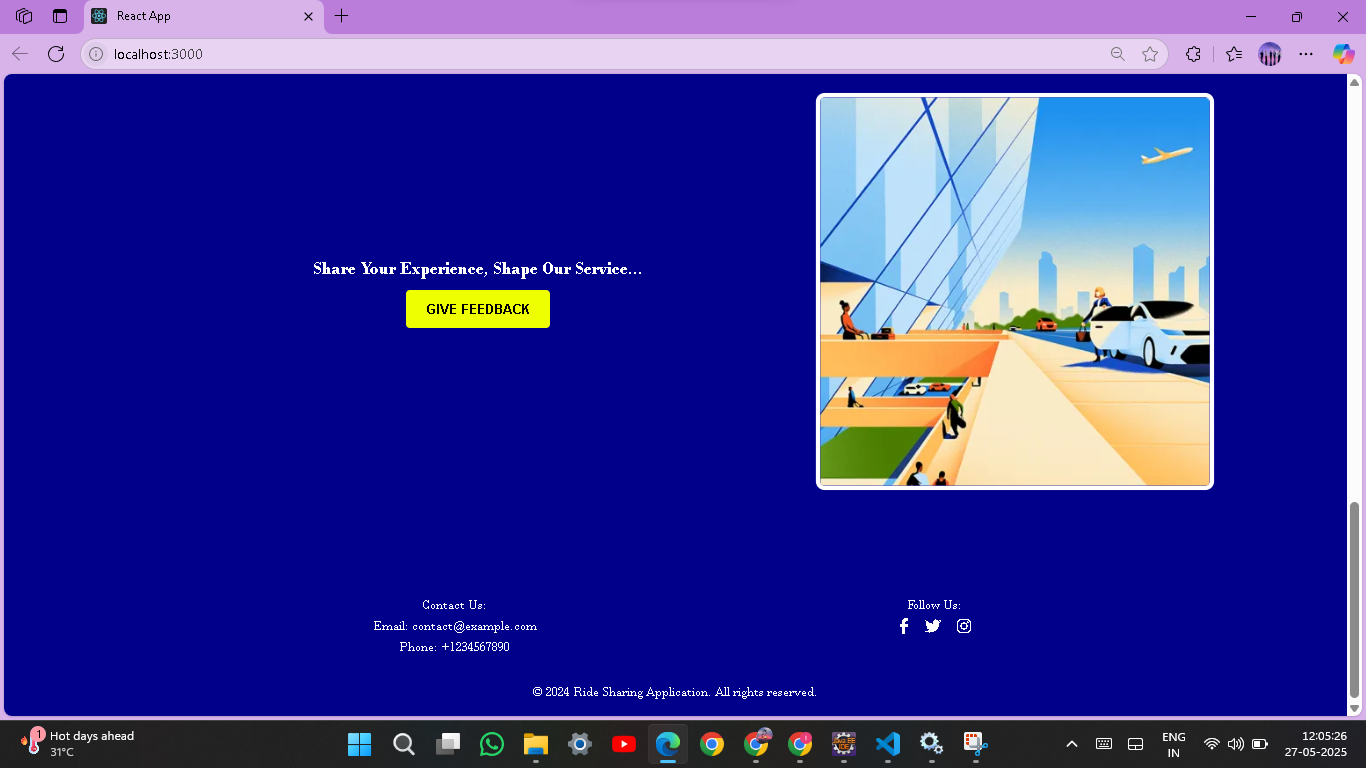 React App
localhost:3000
Share Your Experience, Shape Our Service...
GIVE FEEDBACK
Contact Us:
Email: contact@example.com
Phone: +1234567890
Follow Us:
© 2024 Ride Sharing Application. All rights reserved.
1
Hot days ahead
31°C
ENG
IN
12:05:26
27-05-2025